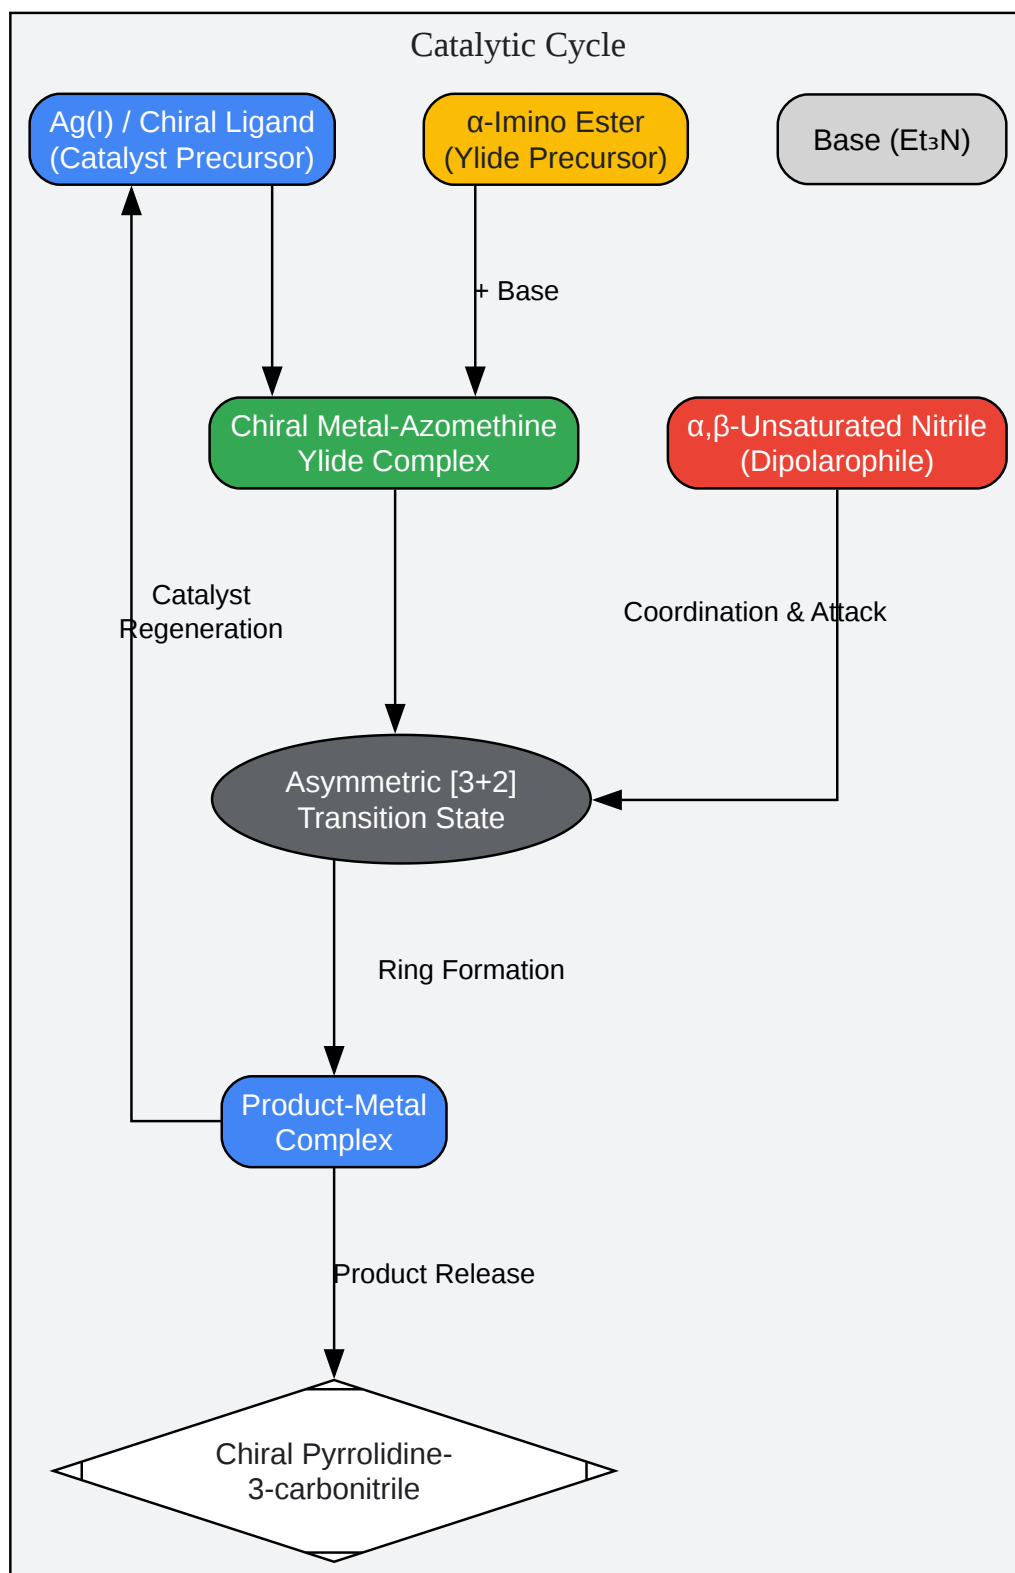 Catalytic Cycle
Ag(I) / Chiral Ligand
(Catalyst Precursor)
α-Imino Ester
(Ylide Precursor)
Base (Et₃N)
+ Base
Chiral Metal-Azomethine
Ylide Complex
α,β-Unsaturated Nitrile
(Dipolarophile)
Catalyst
Regeneration
Coordination & Attack
Asymmetric [3+2]
Transition State
Ring Formation
Product-Metal
Complex
Product Release
Chiral Pyrrolidine-
3-carbonitrile